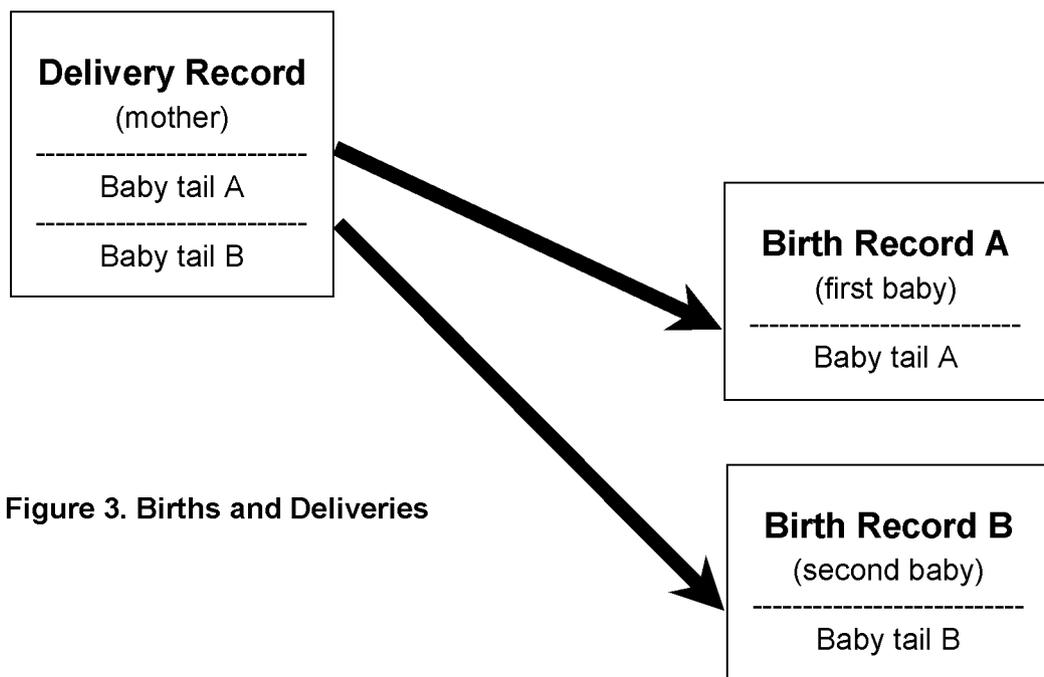 Delivery Record
(mother)
---------------------------
Baby tail A
---------------------------
Baby tail B
Birth Record A
(first baby)
---------------------------
Baby tail A
Figure 3. Births and Deliveries
Birth Record B
(second baby)
---------------------------
Baby tail B